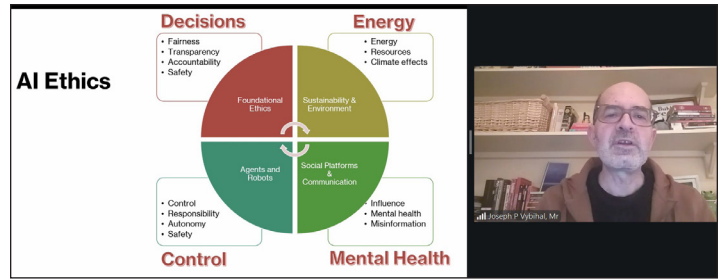 AI Ethics
Decisions
Fairness
Transparency
Accountability
Safety
Energy
Energy
Resources
Climate effects
Foundational
Ethics
Sustainability &
Environment
Agents and
Robots
Social Platforms
&
Communication
Control
Responsibility
Autonomy
Safety
Control
Influence
Mental health
Misinformation
Mental Health
Joseph P Vybihal, Mr